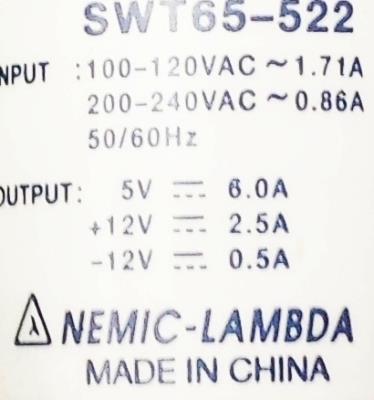 SWT65-522
NPUT :100-120VAC ~ 1.71A
200-240VAC ~ 0.86A
50/60Hz
OUTPUT: 5V ⎓ 6.0A
+12V ⎓ 2.5A
-12V ⎓ 0.5A
λ NEMIC-LAMBDA
MADE IN CHINA